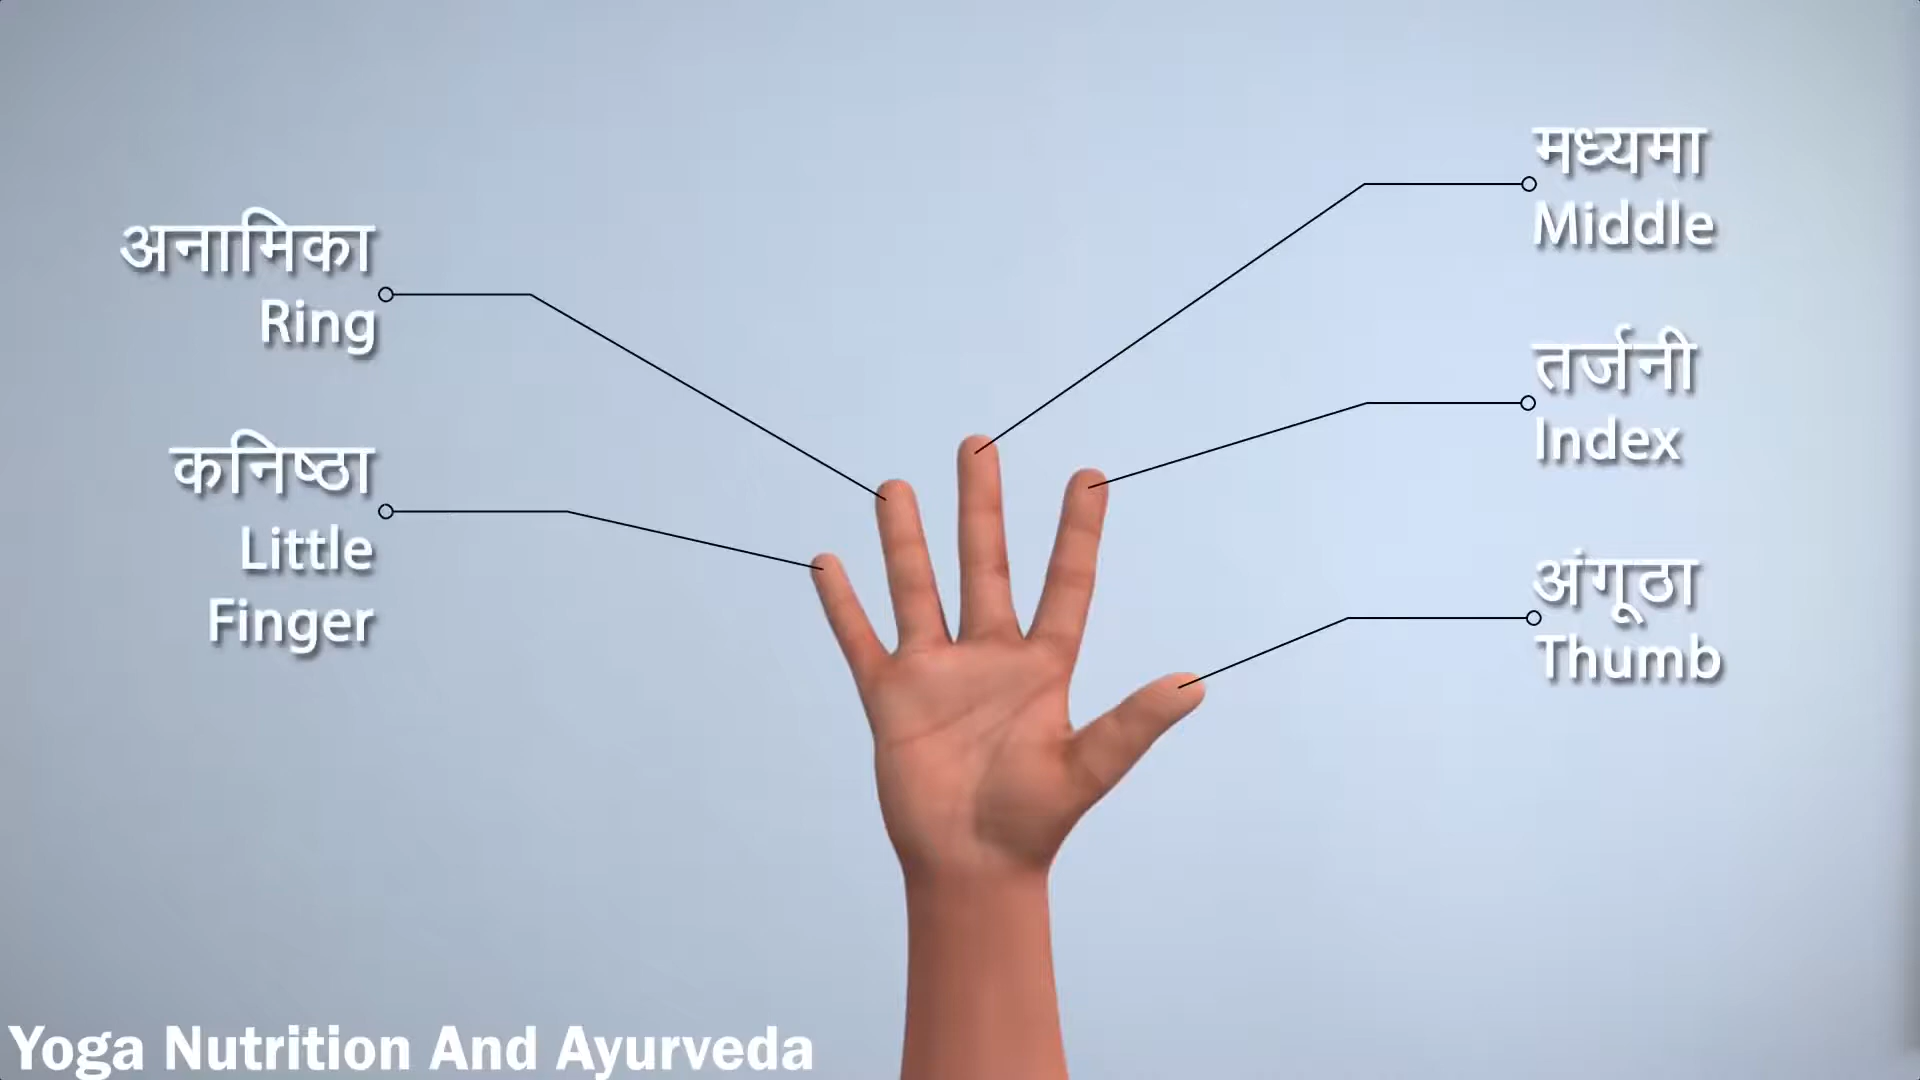 अनामिका
Ring
कनिष्ठा
Little
Finger
मध्यमा
Middle
तर्जनी
Index
अंगूठा
Thumb
Yoga Nutrition And Ayurveda